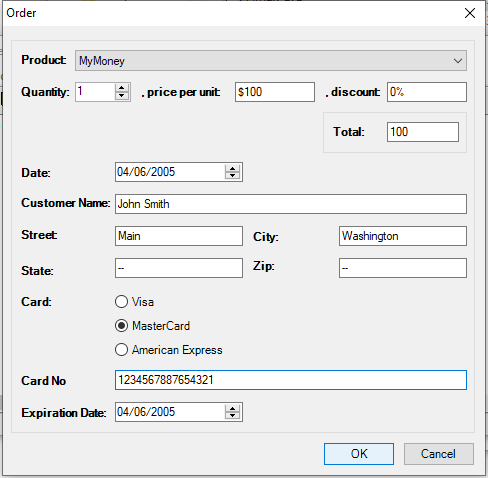 Order
Product: MyMoney
Quantity: 1 , price per unit: $100 , discount: 0%
Total: 100
Date: 04/06/2005
Customer Name: John Smith
Street: Main City: Washington
State: -- Zip: --
Card: Visa
MasterCard
American Express
Card No 1234567887654321
Expiration Date: 04/06/2005
OK Cancel